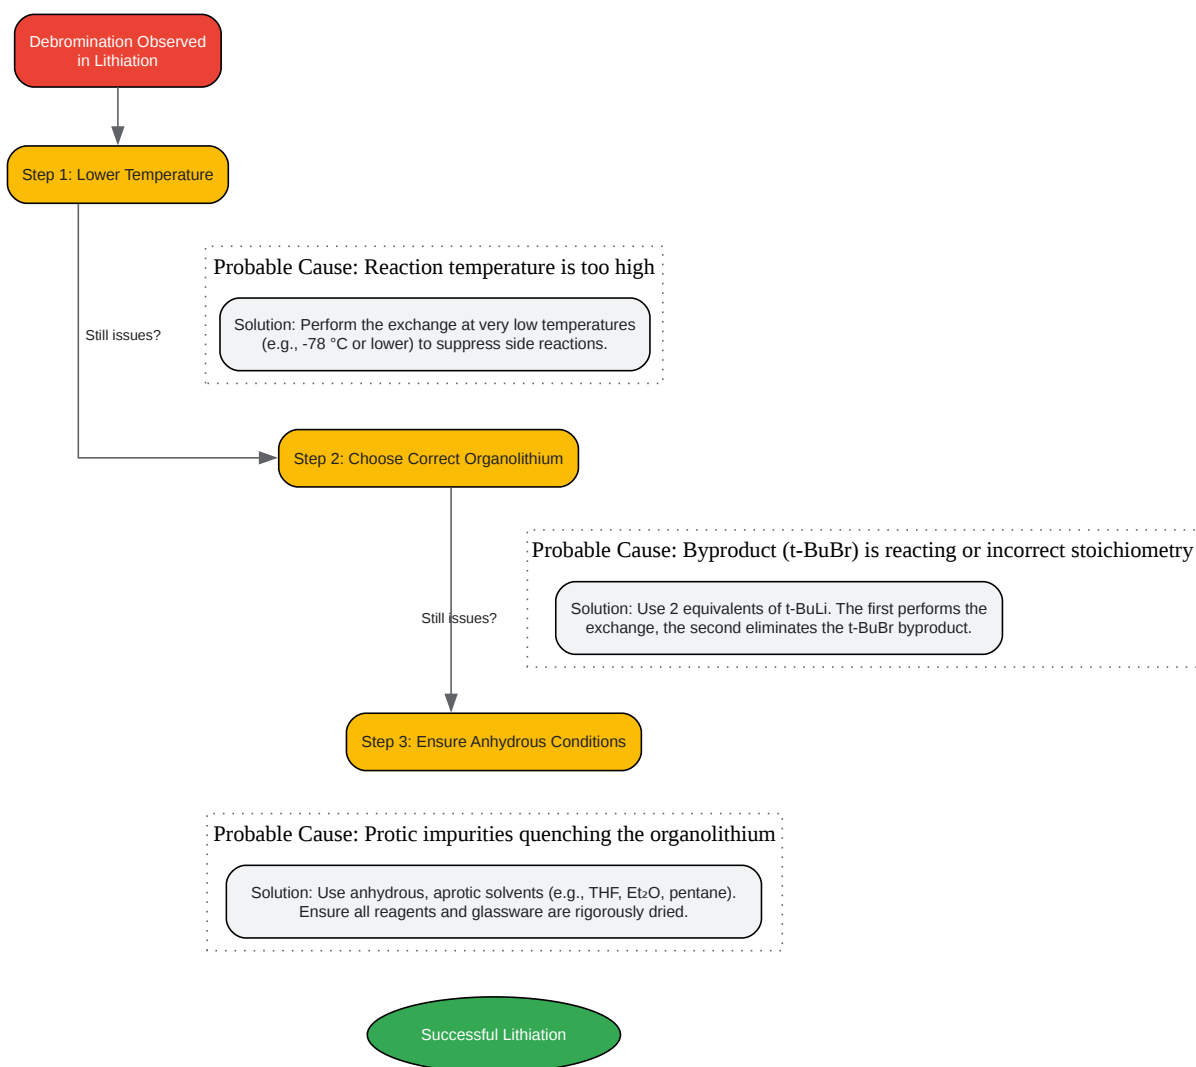 Debromination Observed
in Lithiation
Step 1: Lower Temperature
Probable Cause: Reaction temperature is too high
Solution: Perform the exchange at very low temperatures
(e.g., -78 °C or lower) to suppress side reactions.
Still issues?
Step 2: Choose Correct Organolithium
Probable Cause: Byproduct (t-BuBr) is reacting or incorrect stoichiometry
Solution: Use 2 equivalents of t-BuLi. The first performs the
exchange, the second eliminates the t-BuBr byproduct.
Still issues?
Step 3: Ensure Anhydrous Conditions
Probable Cause: Protic impurities quenching the organolithium
Solution: Use anhydrous, aprotic solvents (e.g., THF, Et₂O, pentane).
Ensure all reagents and glassware are rigorously dried.
Successful Lithiation